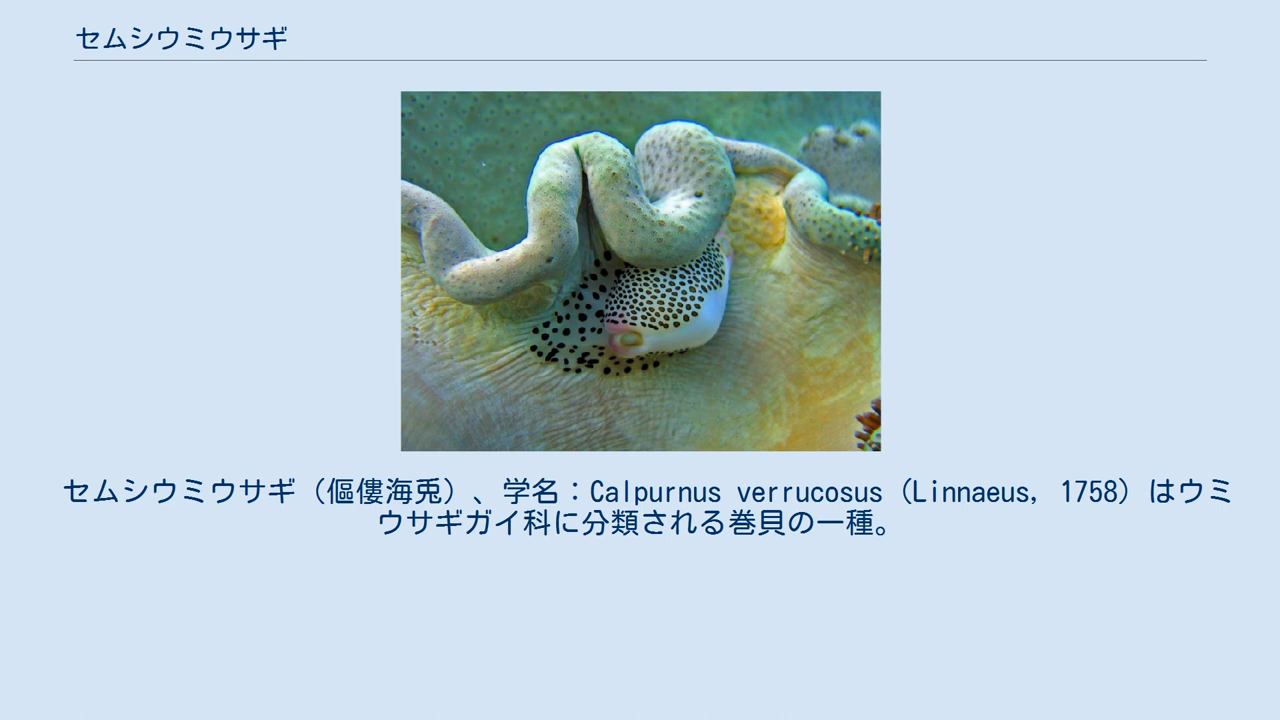 セムシウミウサギ
セムシウミウサギ（傴僂海兎）、学名：Calpurnus verrucosus（Linnaeus, 1758）はウミ
ウサギガイ科に分類される巻貝の一種。